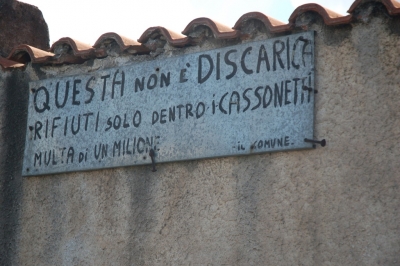 QUESTA NON È DISCARICA
RIFIUTI SOLO DENTRO I CASSONETTI
MULTA DI UN MILIONE
- IL COMUNE -